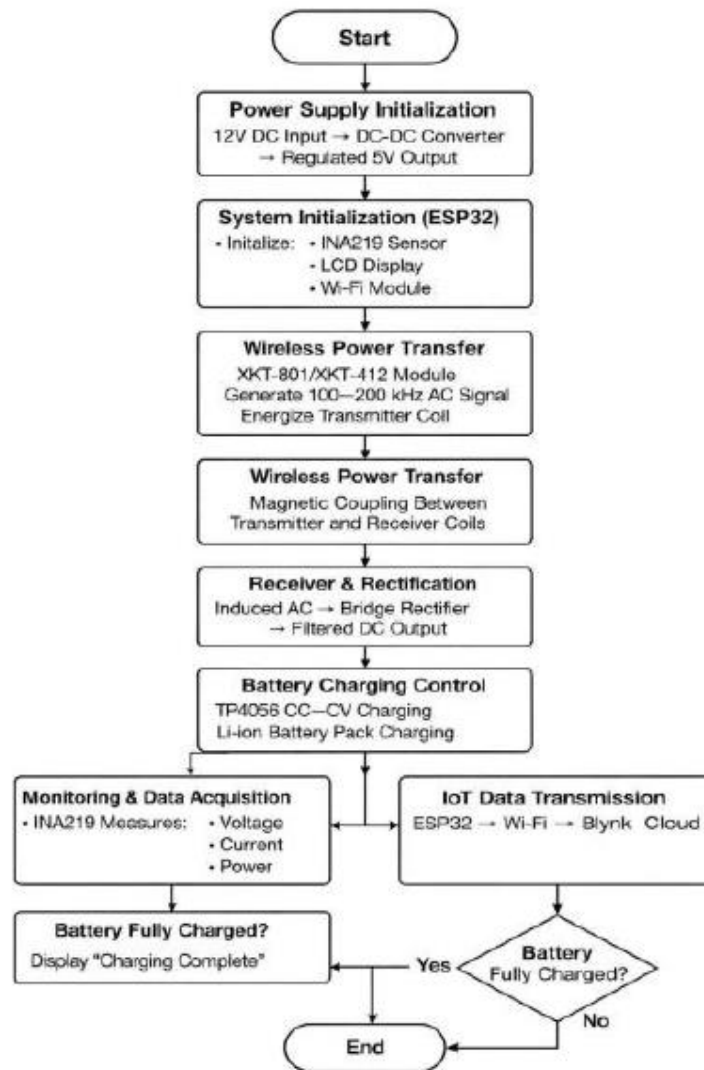 Start
Power Supply Initialization
12V DC Input → DC-DC Converter
→ Regulated 5V Output
System Initialization (ESP32)
- Initalize: • INA219 Sensor
• LCD Display
• Wi-Fi Module
Wireless Power Transfer
XKT-801/XKT-412 Module
Generate 100–200 kHz AC Signal
Energize Transmitter Coil
Wireless Power Transfer
Magnetic Coupling Between
Transmitter and Receiver Coils
Receiver & Rectification
Induced AC → Bridge Rectifier
→ Filtered DC Output
Battery Charging Control
TP4056 CC–CV Charging
Li-ion Battery Pack Charging
Monitoring & Data Acquisition
• INA219 Measures: • Voltage
• Current
• Power
IoT Data Transmission
ESP32 → Wi-Fi → Blynk Cloud
Battery Fully Charged?
Display "Charging Complete"
Battery
Fully Charged?
Yes
No
End